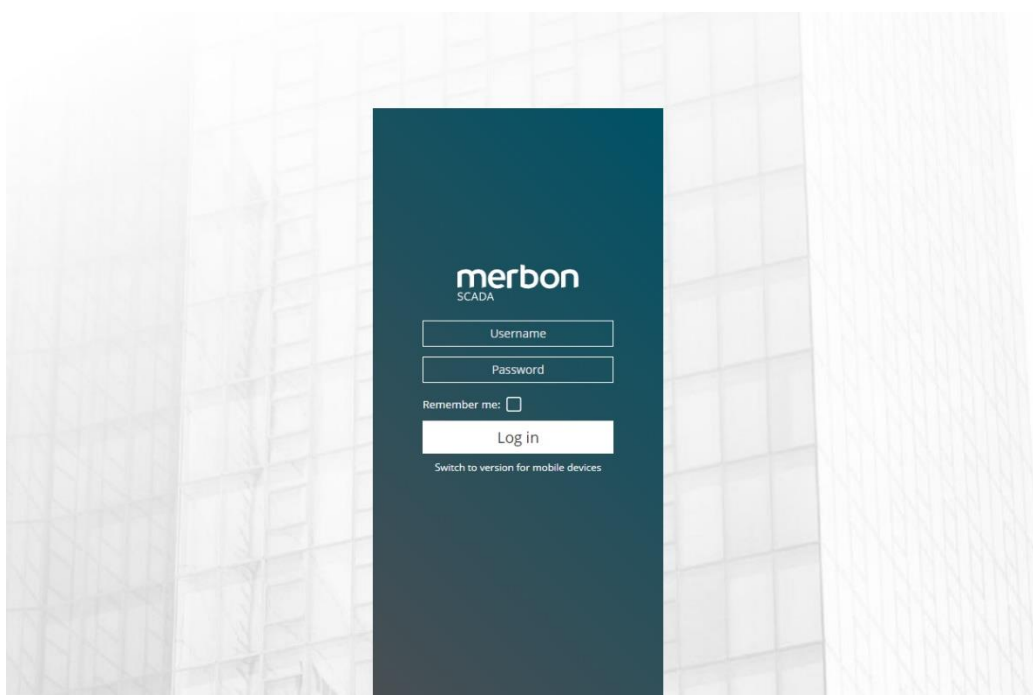 merbon
SCADA
Username
Password
Remember me:
Log in
Switch to version for mobile devices